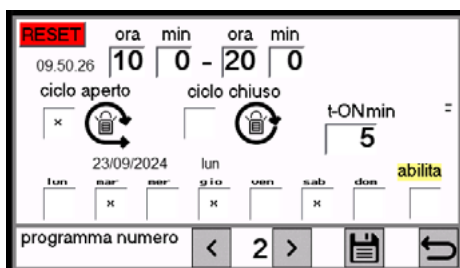 RESET ora min ora min
09.50.26 10 0 - 20 0
ciclo aperto ciclo chiuso
× t-ONmin =
5
23/09/2024 lun
abilita
lun mar mer gio ven sab dom
× × ×
programma numero < 2 >